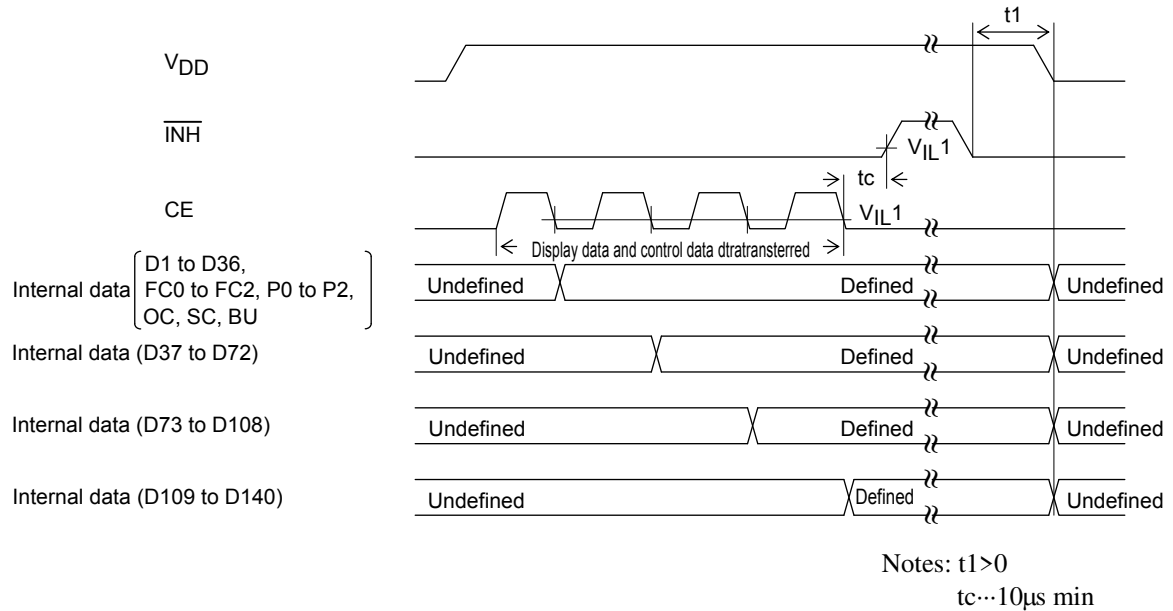 t1
VDD
INH
VIL1
tc
CE
VIL1
Display data and control data dtratransterred
Internal data
D1 to D36,
FC0 to FC2, P0 to P2,
OC, SC, BU
Undefined
Defined
Undefined
Internal data (D37 to D72)
Undefined
Defined
Undefined
Internal data (D73 to D108)
Undefined
Defined
Undefined
Internal data (D109 to D140)
Undefined
Defined
Undefined
Notes: t1>0
tc···10μs min